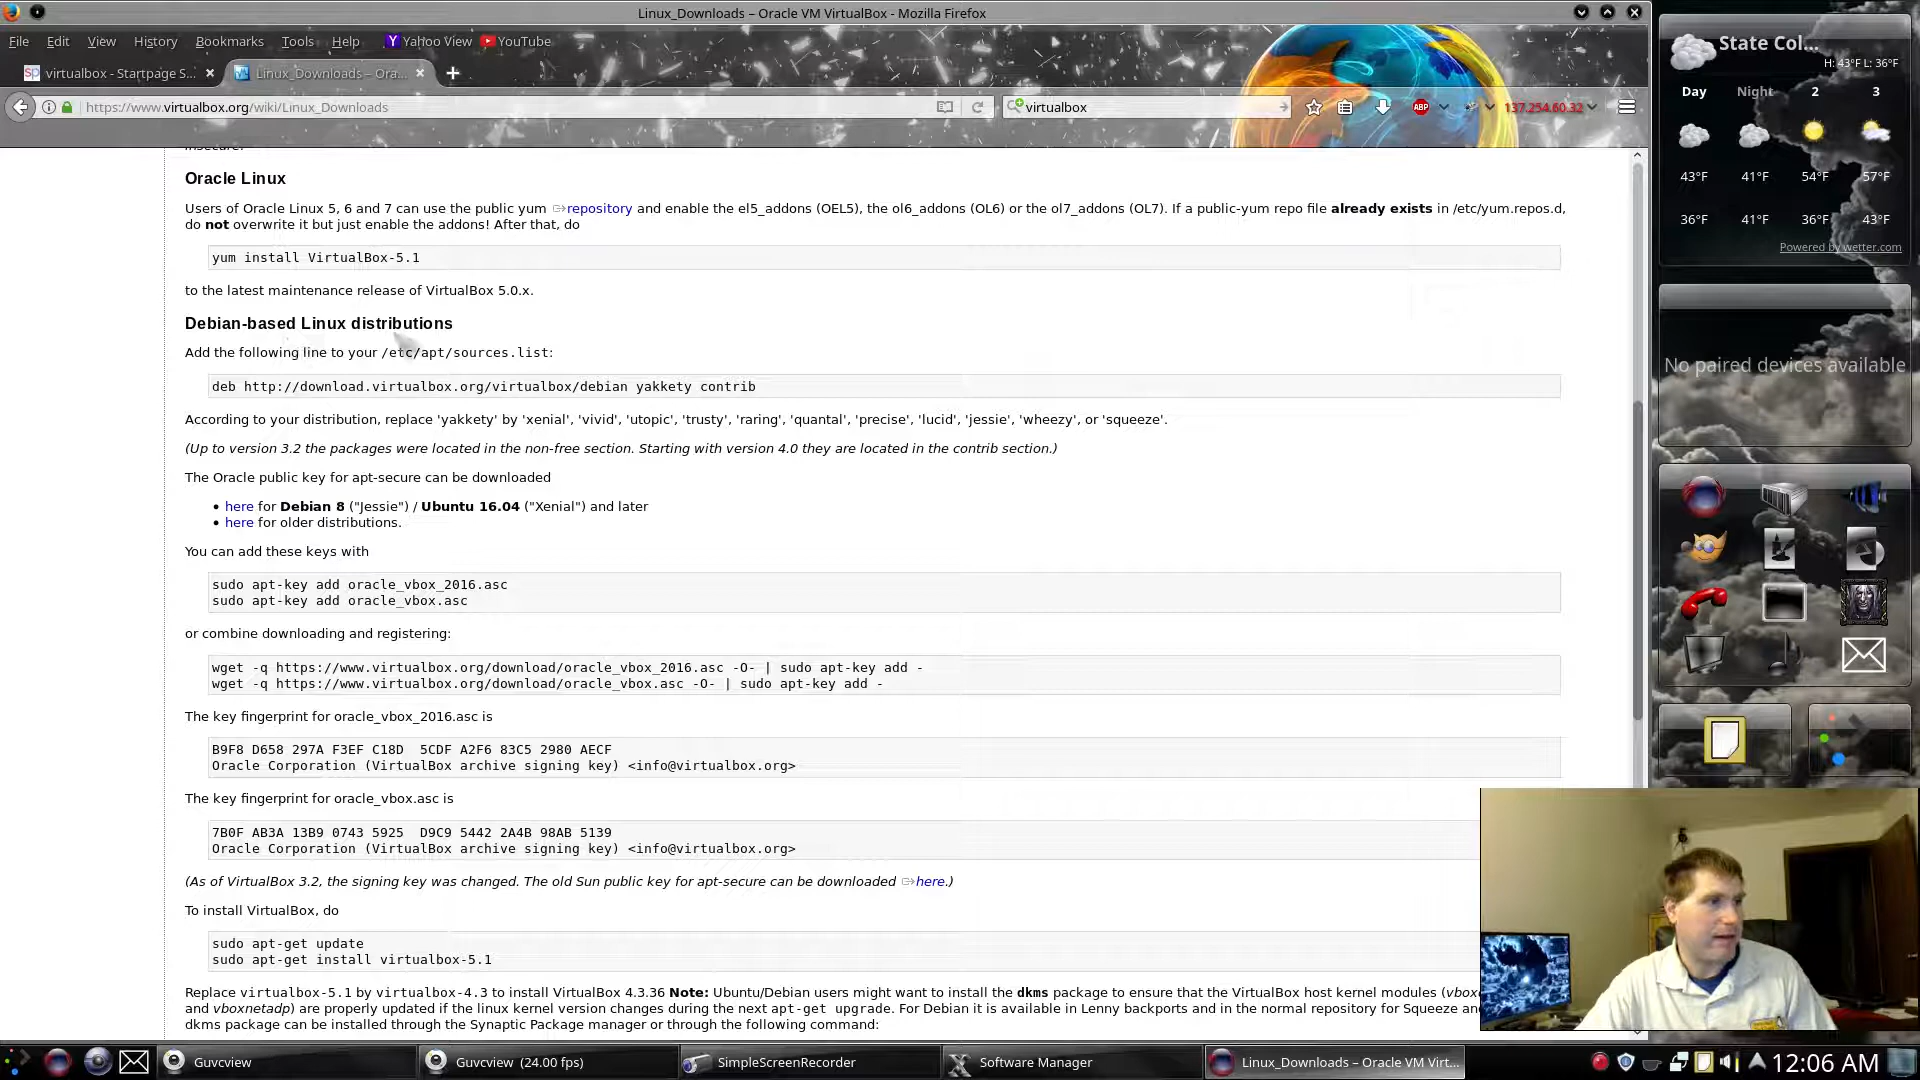 Linux_Downloads – Oracle VM VirtualBox - Mozilla Firefox
File Edit View History Bookmarks Tools Help Yahoo View YouTube
virtualbox - Startpage S...
Linux_Downloads – Ora...
https://www.virtualbox.org/wiki/Linux_Downloads
virtualbox
ABP
137.254.60.32
insecure.
Oracle Linux
Users of Oracle Linux 5, 6 and 7 can use the public yum repository and enable the el5_addons (OEL5), the ol6_addons (OL6) or the ol7_addons (OL7). If a public-yum repo file already exists in /etc/yum.repos.d,
do not overwrite it but just enable the addons! After that, do
yum install VirtualBox-5.1
to the latest maintenance release of VirtualBox 5.0.x.
Debian-based Linux distributions
Add the following line to your /etc/apt/sources.list:
deb http://download.virtualbox.org/virtualbox/debian yakkety contrib
According to your distribution, replace 'yakkety' by 'xenial', 'vivid', 'utopic', 'trusty', 'raring', 'quantal', 'precise', 'lucid', 'jessie', 'wheezy', or 'squeeze'.
(Up to version 3.2 the packages were located in the non-free section. Starting with version 4.0 they are located in the contrib section.)
The Oracle public key for apt-secure can be downloaded
• here for Debian 8 ("Jessie") / Ubuntu 16.04 ("Xenial") and later
• here for older distributions.
You can add these keys with
sudo apt-key add oracle_vbox_2016.asc
sudo apt-key add oracle_vbox.asc
or combine downloading and registering:
wget -q https://www.virtualbox.org/download/oracle_vbox_2016.asc -O- | sudo apt-key add -
wget -q https://www.virtualbox.org/download/oracle_vbox.asc -O- | sudo apt-key add -
The key fingerprint for oracle_vbox_2016.asc is
B9F8 D658 297A F3EF C18D  5CDF A2F6 83C5 2980 AECF
Oracle Corporation (VirtualBox archive signing key) <info@virtualbox.org>
The key fingerprint for oracle_vbox.asc is
7B0F AB3A 13B9 0743 5925  D9C9 5442 2A4B 98AB 5139
Oracle Corporation (VirtualBox archive signing key) <info@virtualbox.org>
(As of VirtualBox 3.2, the signing key was changed. The old Sun public key for apt-secure can be downloaded here.)
To install VirtualBox, do
sudo apt-get update
sudo apt-get install virtualbox-5.1
Replace virtualbox-5.1 by virtualbox-4.3 to install VirtualBox 4.3.36 Note: Ubuntu/Debian users might want to install the dkms package to ensure that the VirtualBox host kernel modules
and vboxnetadp) are properly updated if the linux kernel version changes during the next apt-get upgrade. For Debian it is available in Lenny backports and in the normal repository for Squeeze and
dkms package can be installed through the Synaptic Package manager or through the following command:
State Col...
H: 43°F L: 36°F
Day Night 2 3
43°F 41°F 54°F 57°F
36°F 41°F 36°F 43°F
Powered by wetter.com
No paired devices available
Guvcview
Guvcview (24.00 fps)
SimpleScreenRecorder
Software Manager
Linux_Downloads – Oracle VM Virt...
12:06 AM